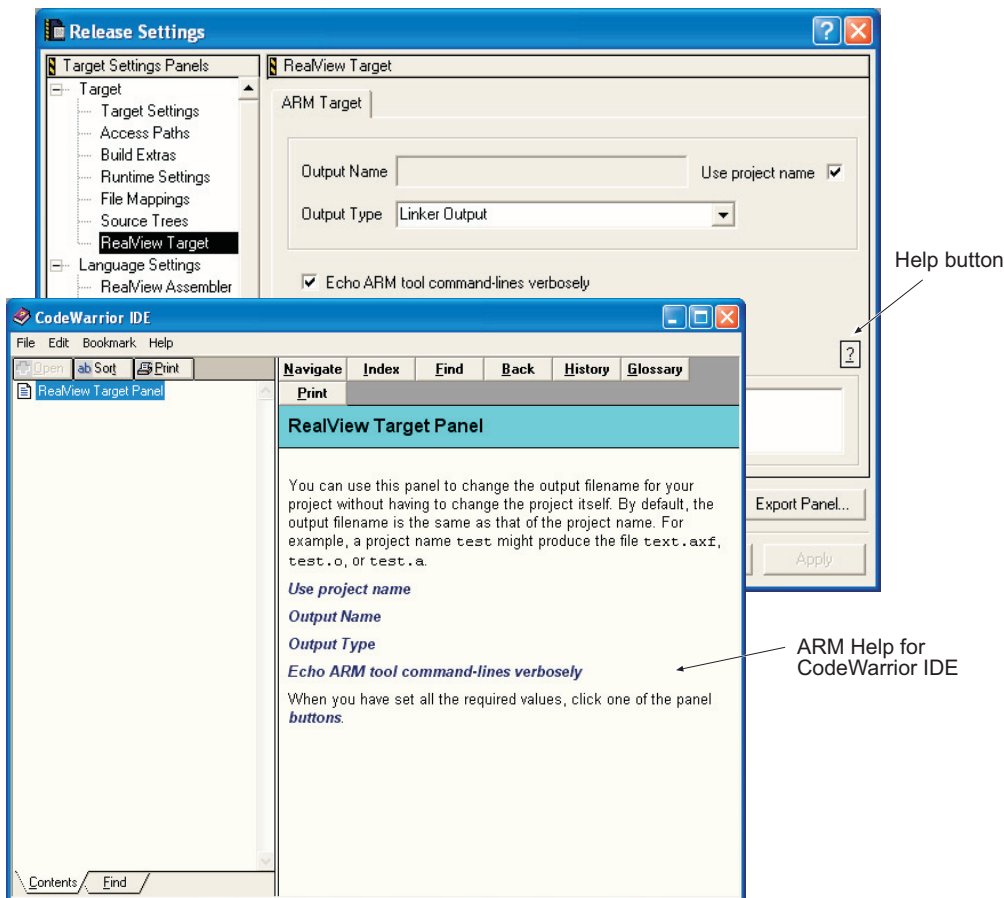 Release Settings
?
Target Settings Panels
RealView Target
Target
Target Settings
Access Paths
Build Extras
Runtime Settings
File Mappings
Source Trees
RealView Target
Language Settings
RealView Assembler
ARM Target
Output Name
Use project name
Output Type
Linker Output
Echo ARM tool command-lines verbosely
Help button
?
Export Panel...
Apply
CodeWarrior IDE
File Edit Bookmark Help
Open Sort Print
RealView Target Panel
Navigate Index Find Back History Glossary
Print
RealView Target Panel
You can use this panel to change the output filename for your
project without having to change the project itself. By default, the
output filename is the same as that of the project name. For
example, a project name test might produce the file text.axf,
test.o, or test.a.
Use project name
Output Name
Output Type
Echo ARM tool command-lines verbosely
When you have set all the required values, click one of the panel
buttons.
ARM Help for
CodeWarrior IDE
Contents Find